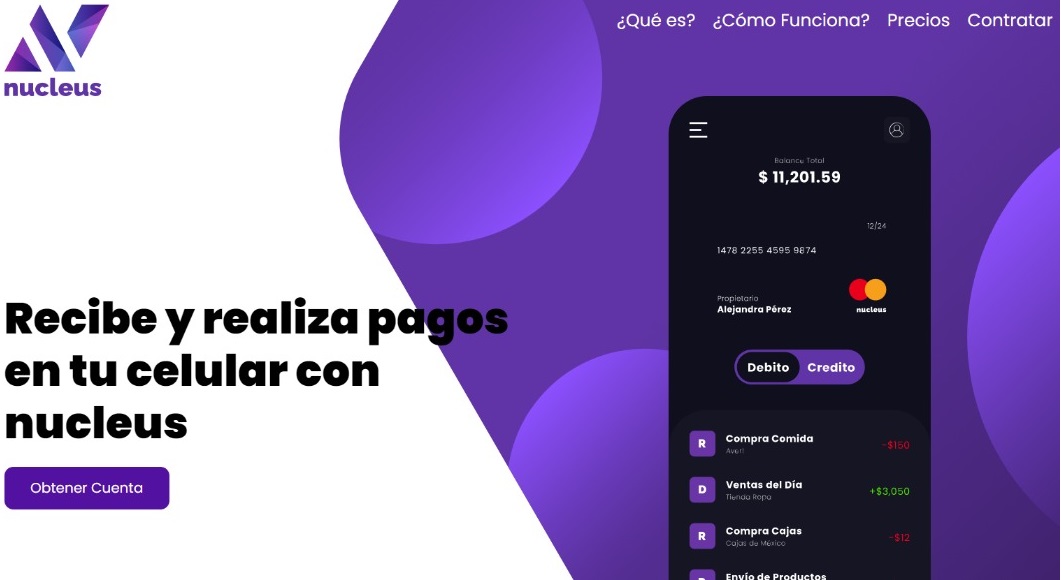 nucleus
¿Qué es? ¿Cómo Funciona? Precios Contratar
Recibe y realiza pagos
en tu celular con
nucleus
Obtener Cuenta
Balance Total
$ 11,201.59
12/24
1478 2255 4595 9874
Propietario
Alejandra Pérez
nucleus
Debito Credito
R Compra Comida -$150
Avert
D Ventas del Día +$3,050
Tienda Ropa
R Compra Cajas -$12
Cajas de México
Envío de Productos